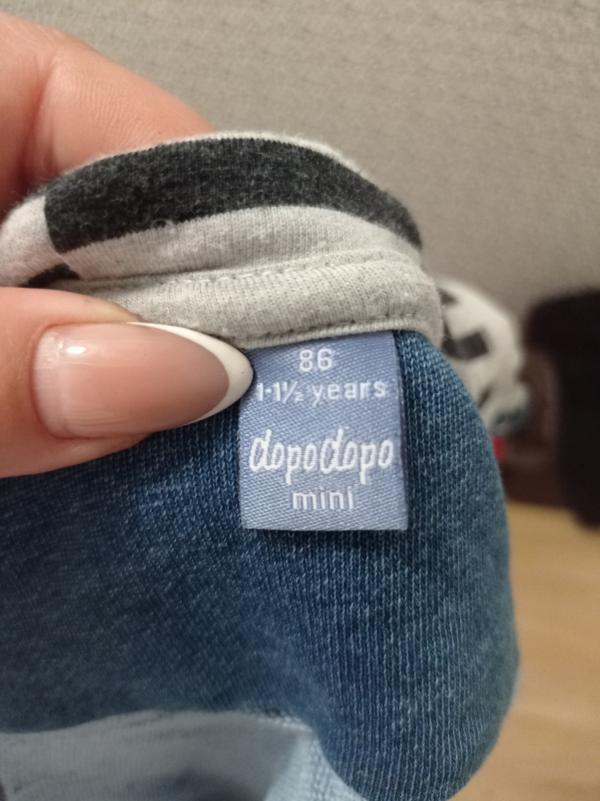 86
1-1½ years
dopodopo
mini